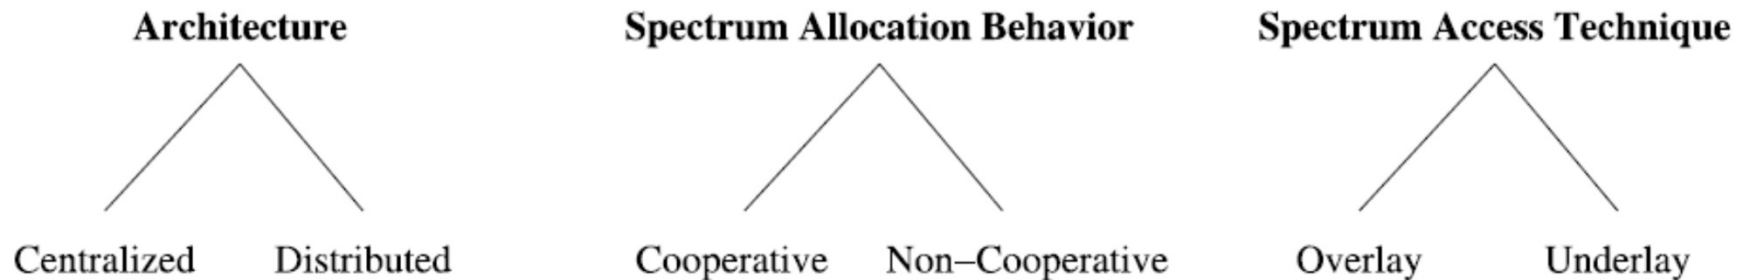 Architecture Spectrum Allocation Behavior Spectrum Access Technique
Centralized Distributed Cooperative Non−Cooperative Overlay Underlay